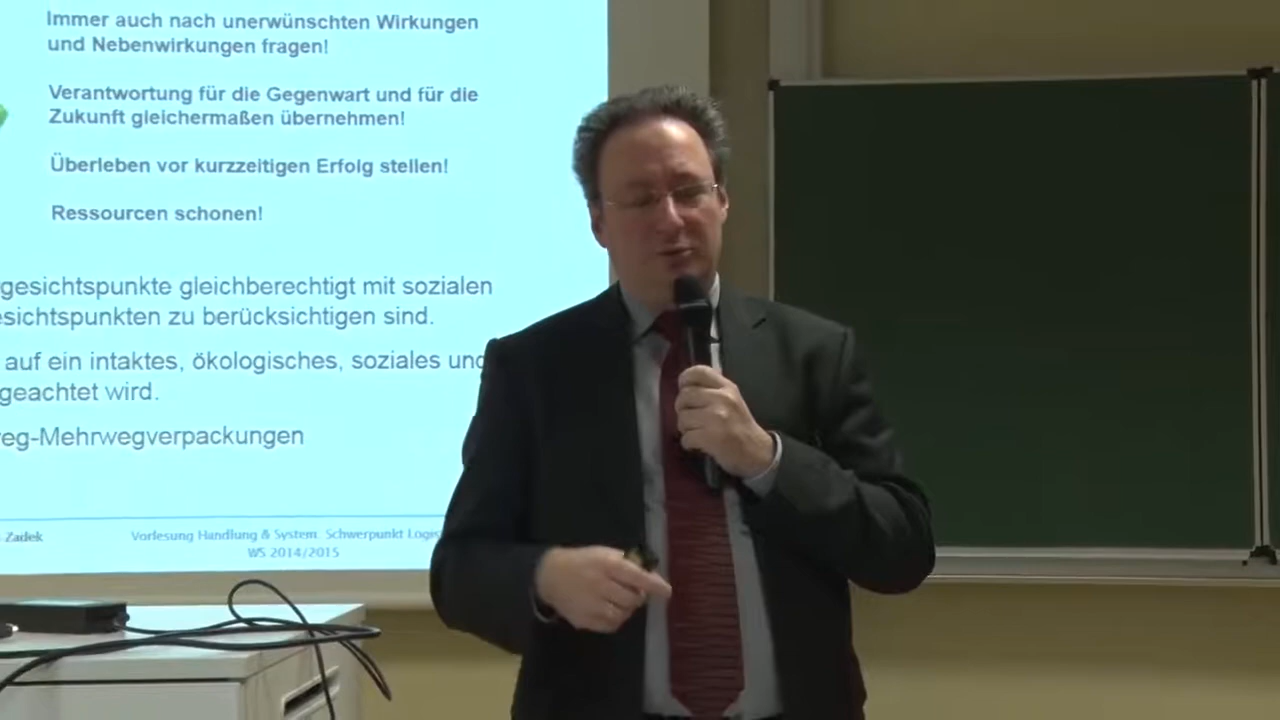 Immer auch nach unerwünschten Wirkungen
und Nebenwirkungen fragen!
Verantwortung für die Gegenwart und für die
Zukunft gleichermaßen übernehmen!
Überleben vor kurzzeitigen Erfolg stellen!
Ressourcen schonen!
gesichtspunkte gleichberechtigt mit sozialen
esichtspunkten zu berücksichtigen sind.
auf ein intaktes, ökologisches, soziales und
geachtet wird.
eg-Mehrwegverpackungen
Zadek
Vorlesung Handlung & System. Schwerpunkt Logis
WS 2014/2015